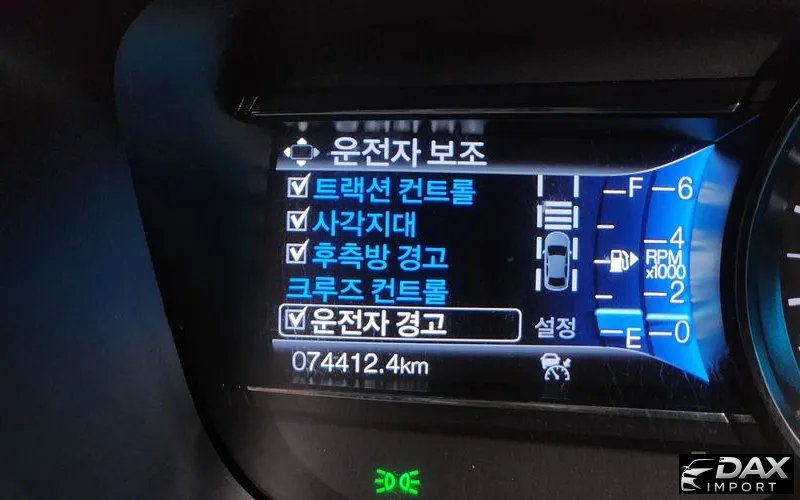 운전자 보조
트랙션 컨트롤
사각지대
후측방 경고
크루즈 컨트롤
운전자 경고
설정
074412.4km
F
E
6
4
RPM
x1000
2
0
DAX
IMPORT